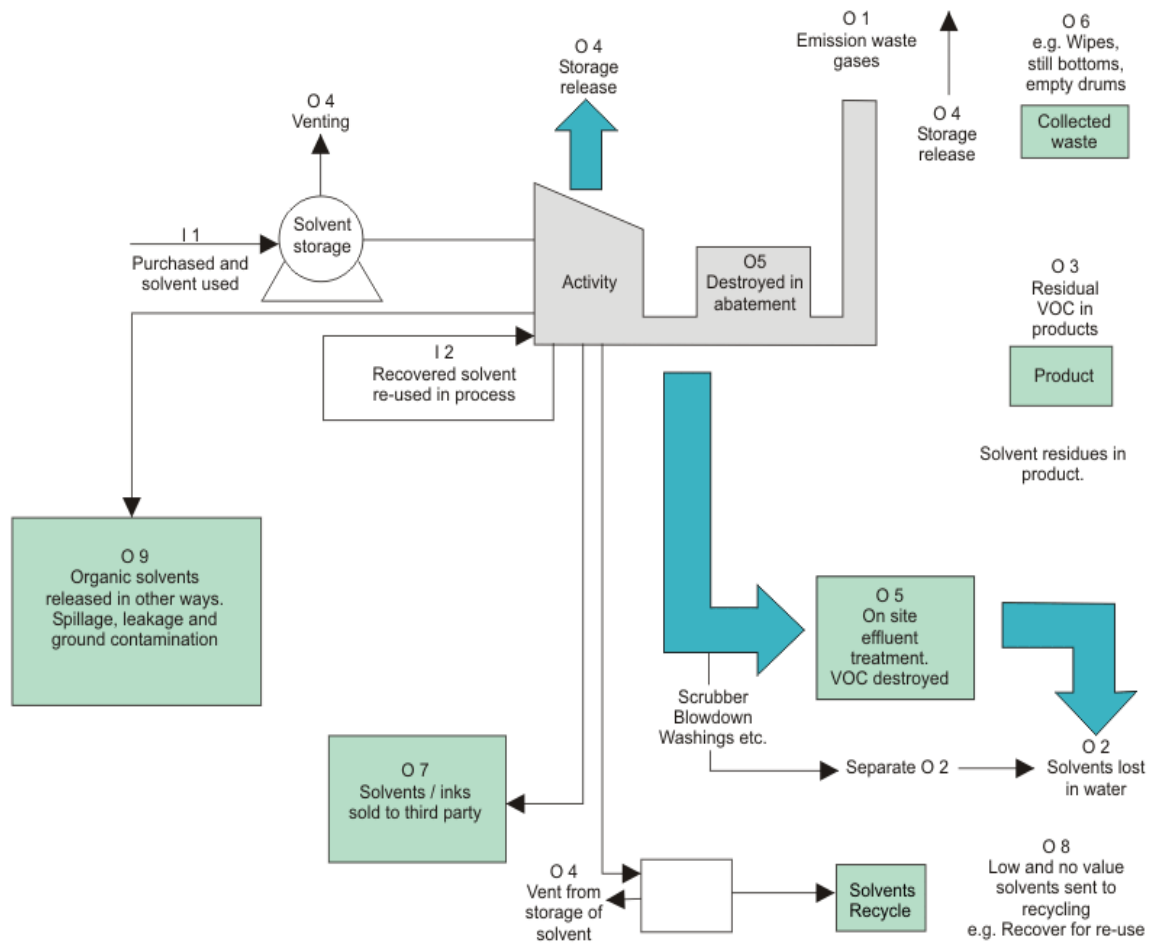 O 1
Emission waste
gases
O 6
e.g. Wipes,
still bottoms,
empty drums
O 4
Storage
release
O 4
Venting
O 4
Storage
release
Collected
waste
Solvent
storage
I 1
Purchased and
solvent used
Activity
O5
Destroyed in
abatement
O 3
Residual
VOC in
products
Product
I 2
Recovered solvent
re-used in process
Solvent residues in
product.
O 9
Organic solvents
released in other ways.
Spillage, leakage and
ground contamination
O 5
On site
effluent
treatment.
VOC destroyed
Scrubber
Blowdown
Washings etc.
Separate O 2
O 2
Solvents lost
in water
O 7
Solvents / inks
sold to third party
O 4
Vent from
storage of
solvent
Solvents
Recycle
O 8
Low and no value
solvents sent to
recycling
e.g. Recover for re-use